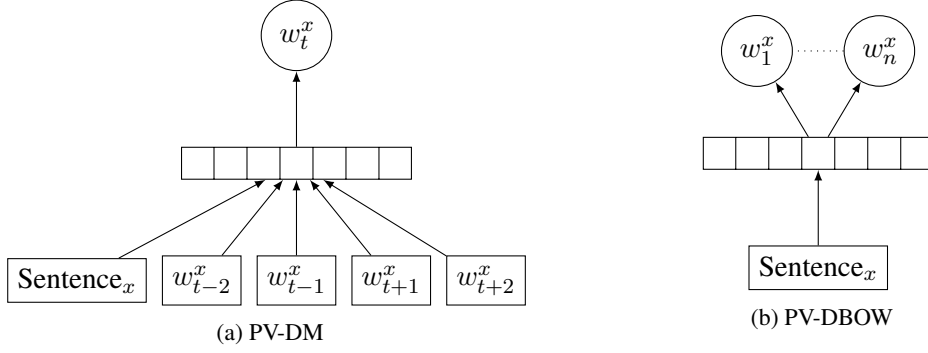 w_t^x
Sentence_x w_{t-2}^x w_{t-1}^x w_{t+1}^x w_{t+2}^x
(a) PV-DM
w_1^x w_n^x
Sentence_x
(b) PV-DBOW